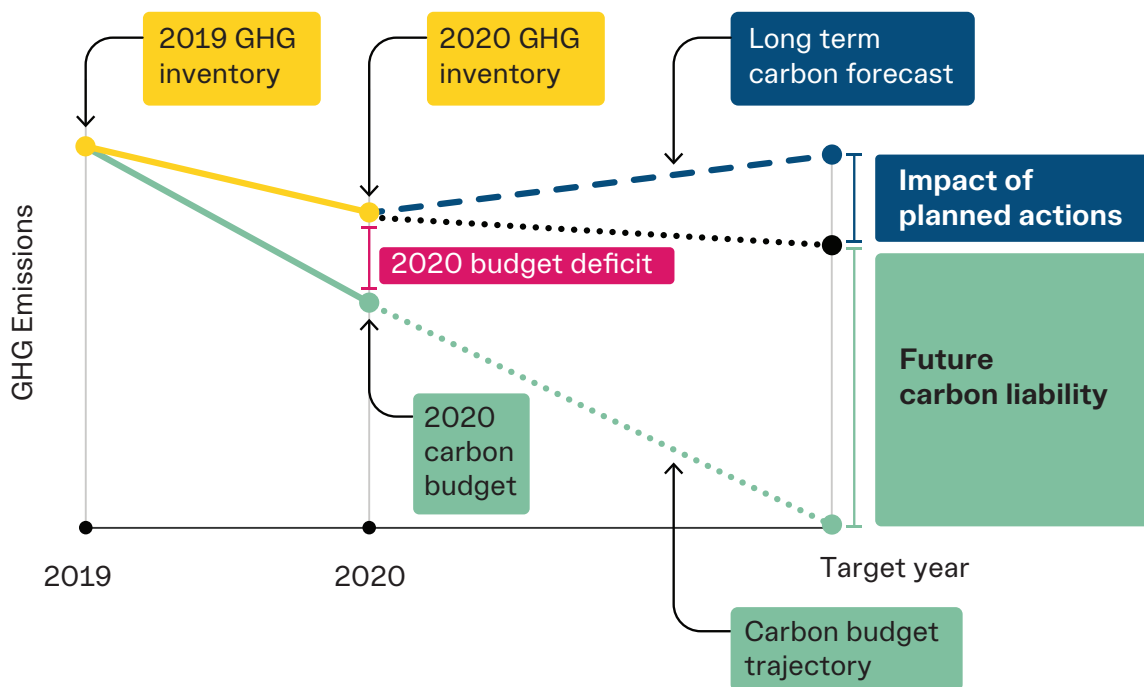 2019 GHG
inventory
2020 GHG
inventory
Long term
carbon forecast
Impact of
planned actions
2020 budget deficit
GHG Emissions
Future
carbon liability
2020
carbon
budget
2019
2020
Target year
Carbon budget
trajectory